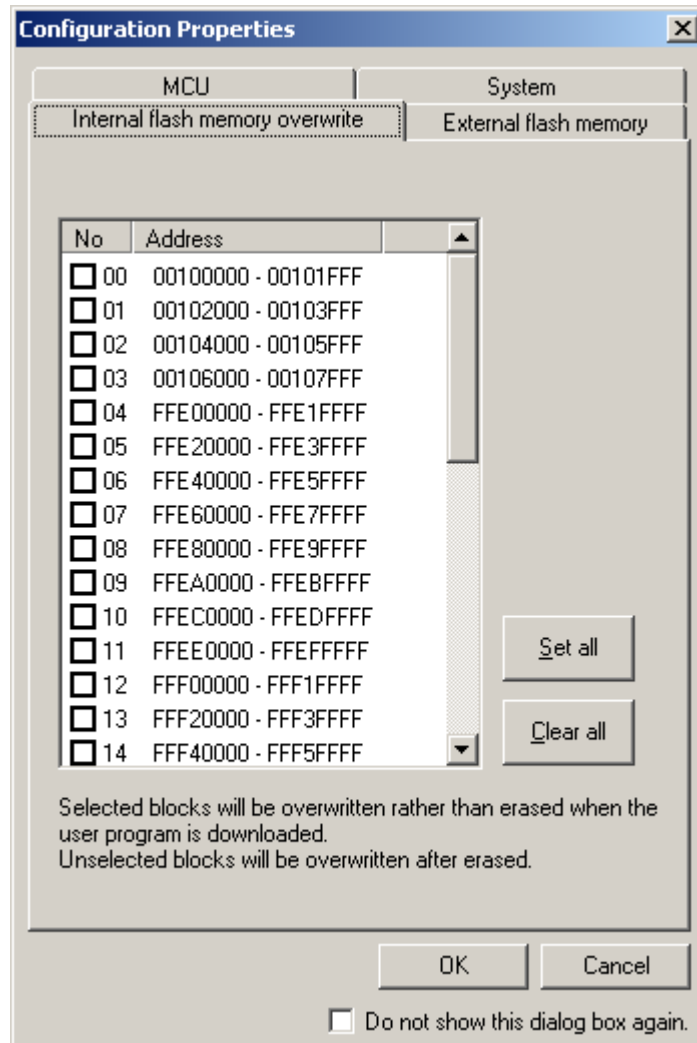 Configuration Properties
MCU
System
Internal flash memory overwrite
External flash memory
No Address
00 00100000 - 00101FFF
01 00102000 - 00103FFF
02 00104000 - 00105FFF
03 00106000 - 00107FFF
04 FFE00000 - FFE1FFFF
05 FFE20000 - FFE3FFFF
06 FFE40000 - FFE5FFFF
07 FFE60000 - FFE7FFFF
08 FFE80000 - FFE9FFFF
09 FFEA0000 - FFEBFFFF
10 FFEC0000 - FFEDFFFF
11 FFEE0000 - FFEFFFFF
12 FFF00000 - FFF1FFFF
13 FFF20000 - FFF3FFFF
14 FFF40000 - FFF5FFFF
Set all
Clear all
Selected blocks will be overwritten rather than erased when the
user program is downloaded.
Unselected blocks will be overwritten after erased.
OK
Cancel
Do not show this dialog box again.